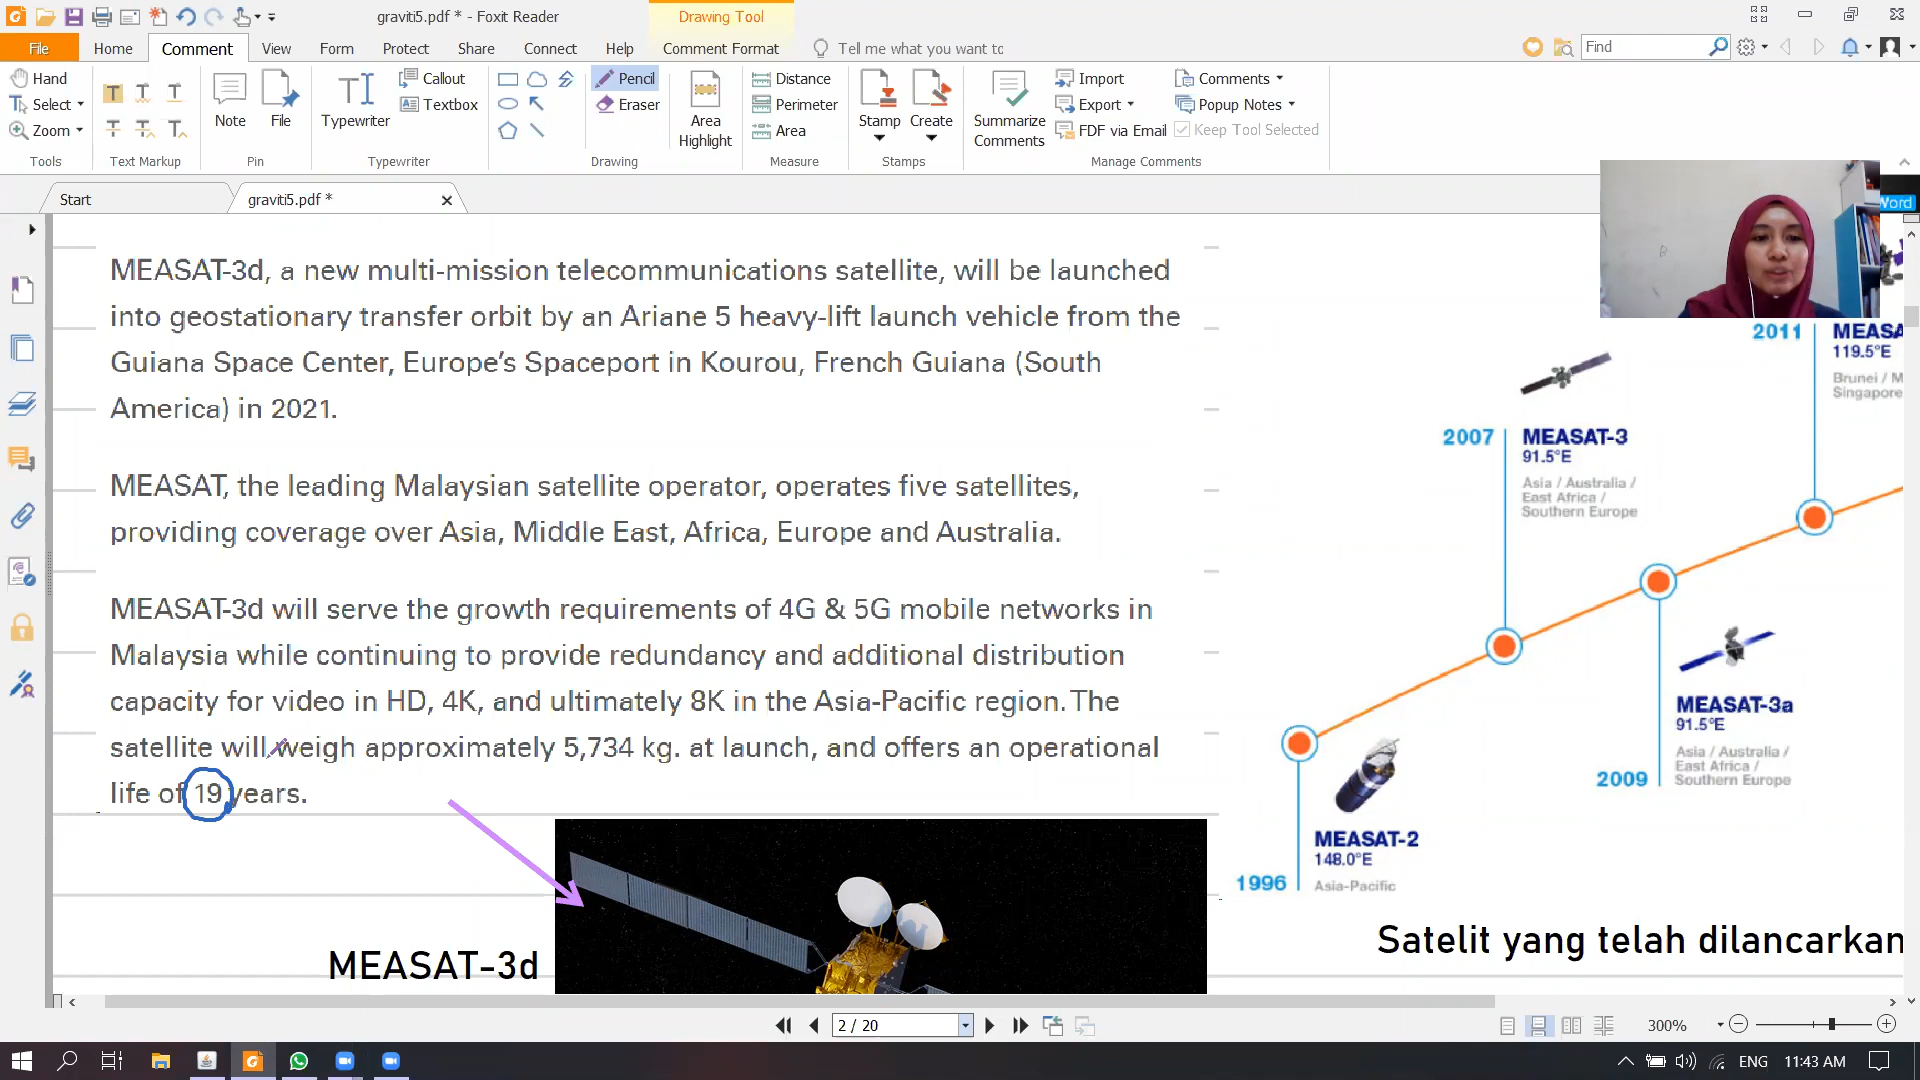 graviti5.pdf * - Foxit Reader
Drawing Tool
File
Home
Comment
View
Form
Protect
Share
Connect
Help
Comment Format
Tell me what you want to
Find
Hand
Select
Zoom
Tools
Text Markup
Note
File
Pin
Typewriter
Callout
Textbox
Typewriter
Pencil
Eraser
Drawing
Area
Highlight
Distance
Perimeter
Area
Measure
Stamp
Create
Stamps
Summarize
Comments
Import
Export
FDF via Email
Comments
Popup Notes
Keep Tool Selected
Manage Comments
Start
graviti5.pdf *
Word
MEASAT-3d, a new multi-mission telecommunications satellite, will be launched
into geostationary transfer orbit by an Ariane 5 heavy-lift launch vehicle from the
Guiana Space Center, Europe's Spaceport in Kourou, French Guiana (South
America) in 2021.
MEASAT, the leading Malaysian satellite operator, operates five satellites,
providing coverage over Asia, Middle East, Africa, Europe and Australia.
MEASAT-3d will serve the growth requirements of 4G & 5G mobile networks in
Malaysia while continuing to provide redundancy and additional distribution
capacity for video in HD, 4K, and ultimately 8K in the Asia-Pacific region. The
satellite will weigh approximately 5,734 kg. at launch, and offers an operational
life of 19 years.
MEASAT-3d
2011
119.5°E
Brunei / M
Singapore
2007
MEASAT-3
91.5°E
Asia / Australia /
East Africa /
Southern Europe
MEASAT-3a
91.5°E
Asia / Australia /
East Africa /
Southern Europe
2009
MEASAT-2
148.0°E
Asia-Pacific
1996
Satelit yang telah dilancarkan
2 / 20
300%
ENG
11:43 AM